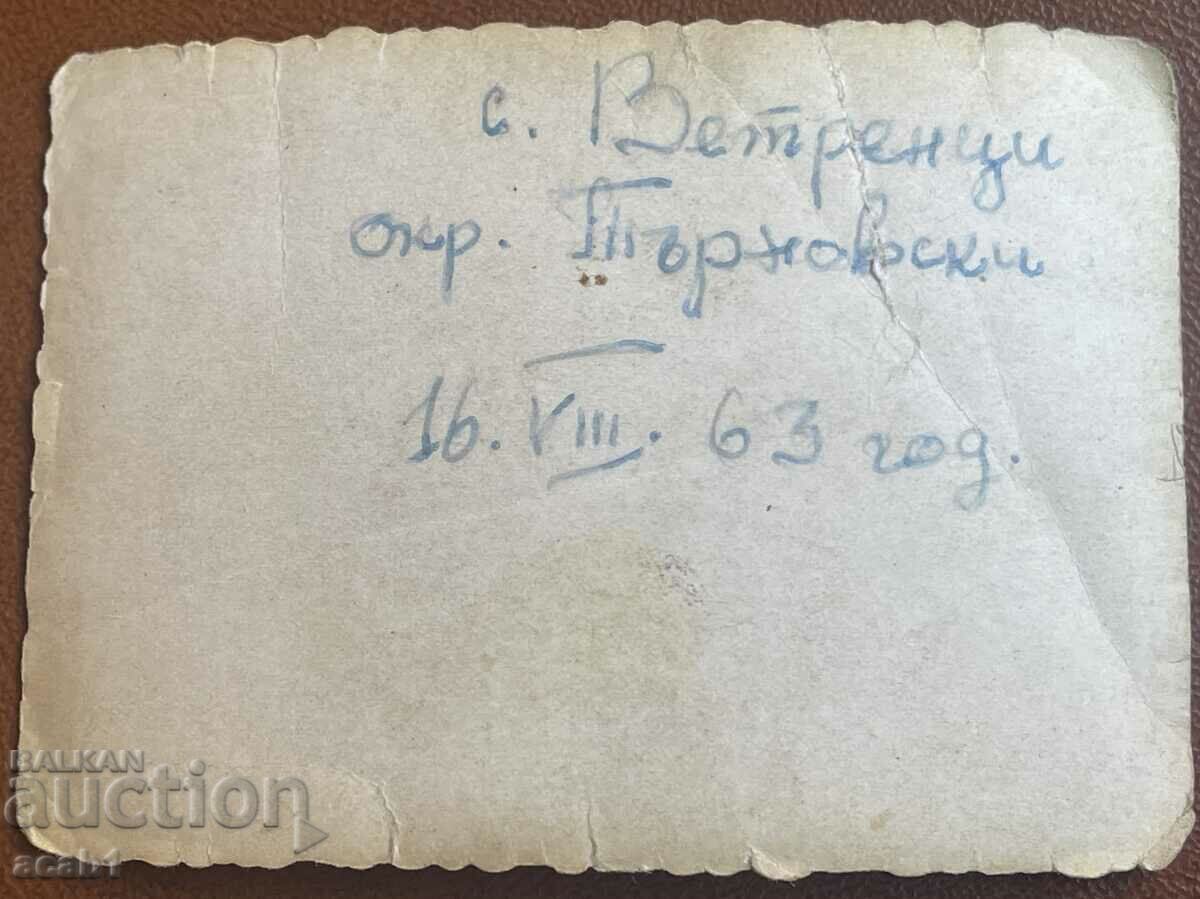 с. Ветренци
окр. Търновски
16. VIII. 63 год.
BALKAN
auction
acab1